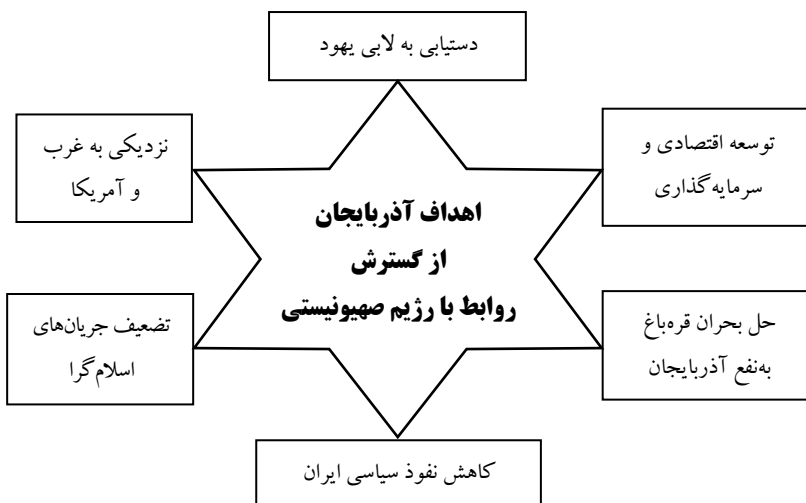 دستیابی به لابی یهود
توسعه اقتصادی و
سرمایه‌گذاری
نزدیکی به غرب
و آمریکا
اهداف آذربایجان
از گسترش
روابط با رژیم صهیونیستی
حل بحران قره‌باغ
به‌نفع آذربایجان
تضعیف جریان‌های
اسلام‌گرا
کاهش نفوذ سیاسی ایران